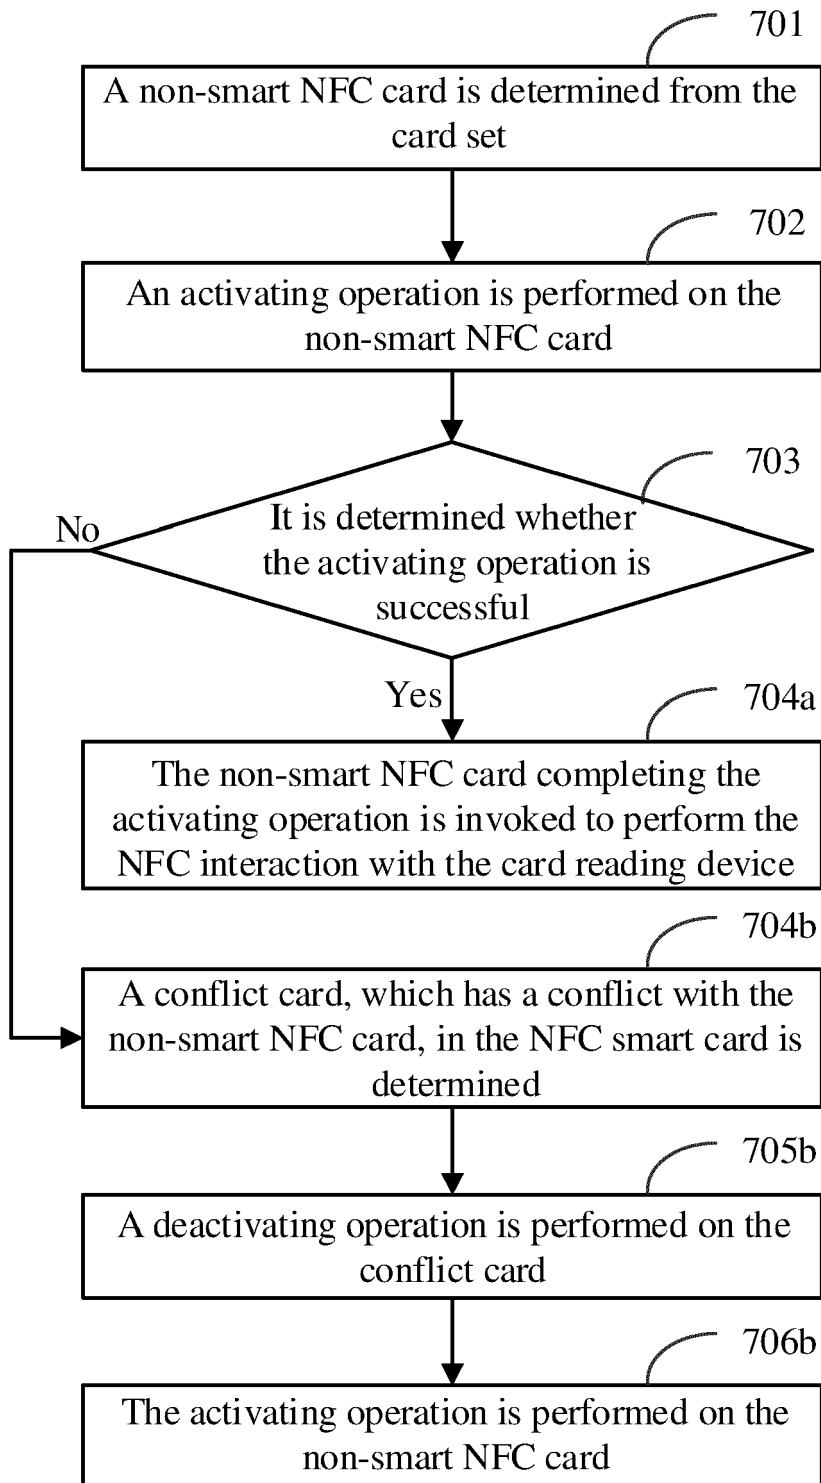 701
A non-smart NFC card is determined from the
card set
702
An activating operation is performed on the
non-smart NFC card
703
It is determined whether
the activating operation is
successful
No
Yes
704a
The non-smart NFC card completing the
activating operation is invoked to perform the
NFC interaction with the card reading device
704b
A conflict card, which has a conflict with the
non-smart NFC card, in the NFC smart card is
determined
705b
A deactivating operation is performed on the
conflict card
706b
The activating operation is performed on the
non-smart NFC card